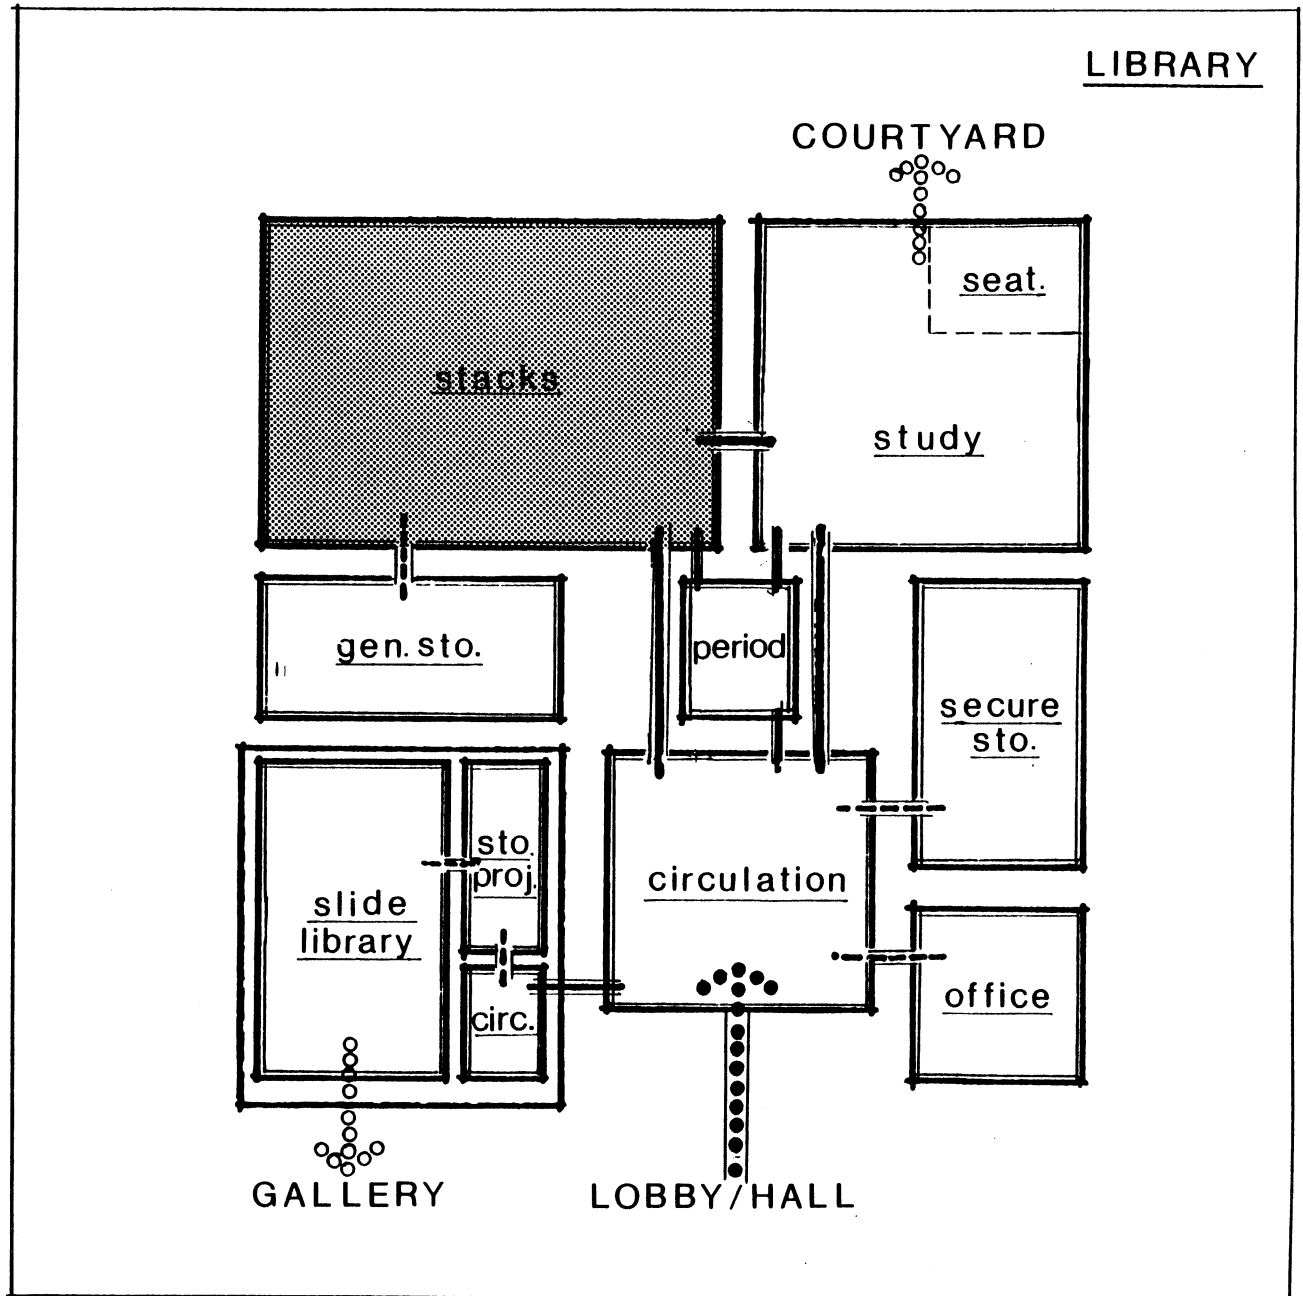 LIBRARY
COURTYARD
seat.
stacks
study
gen. sto.
period
secure
sto.
sto.
proj.
circulation
slide
library
office
circ.
GALLERY
LOBBY/HALL